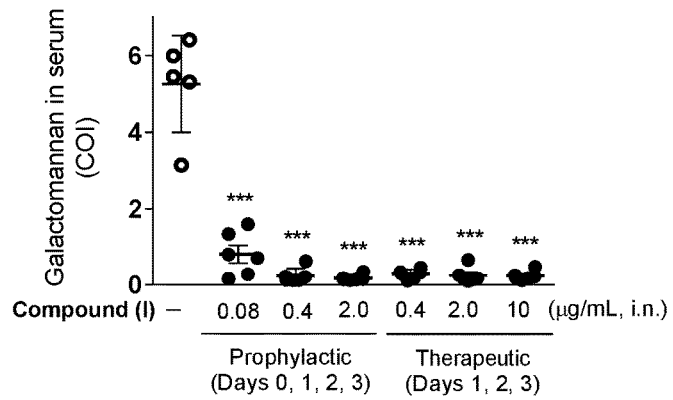 Galactomannan in serum
(COI)
6
4
2
0
***
***
***
***
***
***
Compound (I) – 0.08 0.4 2.0 0.4 2.0 10 (μg/mL, i.n.)
Prophylactic Therapeutic
(Days 0, 1, 2, 3) (Days 1, 2, 3)